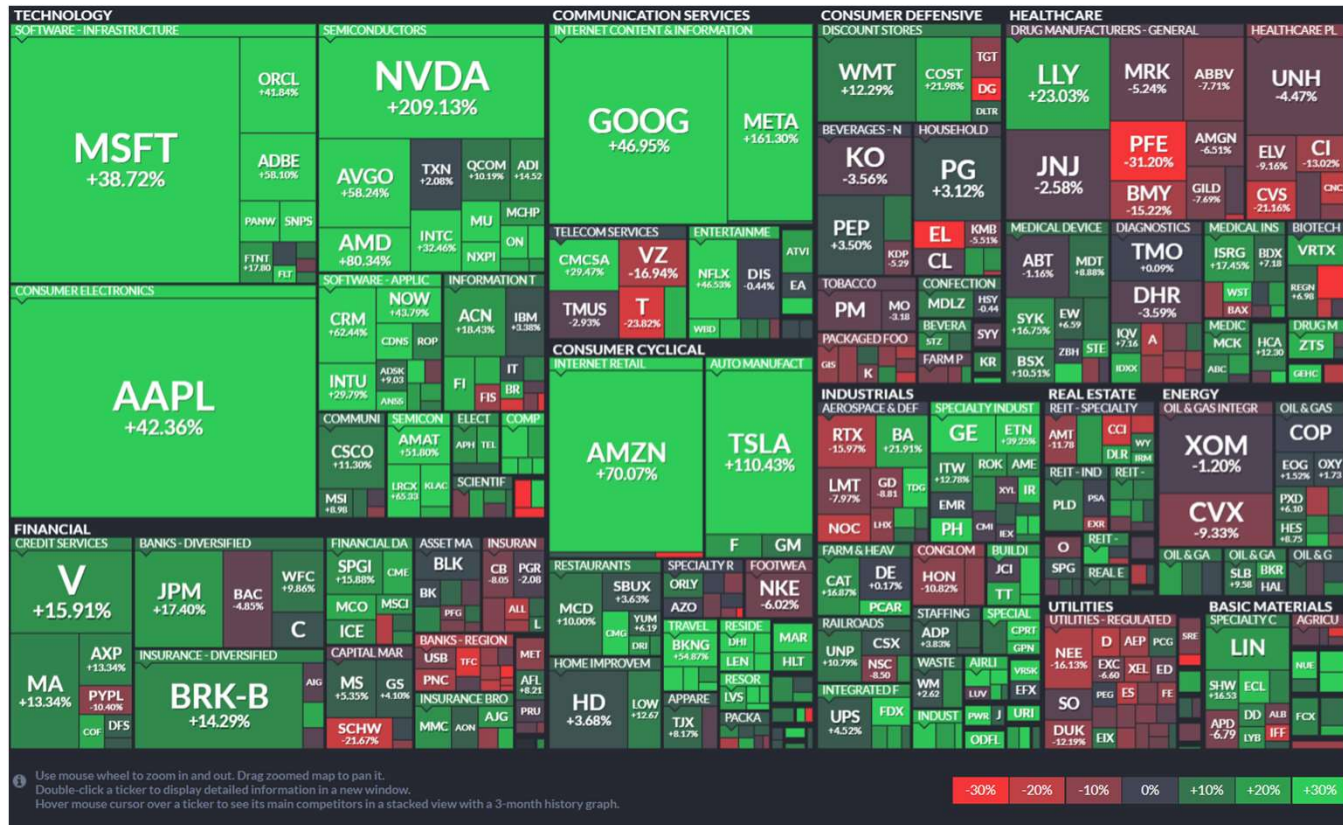 TECHNOLOGY
SOFTWARE - INFRASTRUCTURE
MSFT
+38.72%
ORCL
+41.84%
ADBE
+58.10%
PANW
SNPS
FTNT
+17.80
FLT
SEMICONDUCTORS
NVDA
+209.13%
AVGO
+58.24%
TXN
+2.08%
QCOM
+10.19%
ADI
+14.52
AMD
+80.34%
INTC
+32.46%
MU
MCHP
NXPI
ON
CONSUMER ELECTRONICS
AAPL
+42.36%
SOFTWARE - APPLIC
CRM
+62.44%
NOW
+43.79%
CDNS
ROP
INTU
+29.79%
ADSK
+9.03
ANSS
INFORMATION T
ACN
+18.43%
IBM
+3.38%
FI
IT
FIS
BR
COMMUNI
CSCO
+11.30%
MSI
+8.98
SEMICON
AMAT
+51.80%
LRCX
+65.33
KLAC
ELECT
APH
TEL
COMP
SCIENTIF
COMMUNICATION SERVICES
INTERNET CONTENT & INFORMATION
GOOG
+46.95%
META
+161.30%
TELECOM SERVICES
CMCSA
+29.47%
VZ
-16.94%
TMUS
-2.93%
T
-23.82%
ENTERTAINME
NFLX
+46.53%
DIS
-0.44%
ATVI
EA
WBD
CONSUMER CYCLICAL
INTERNET RETAIL
AMZN
+70.07%
AUTO MANUFACT
TSLA
+110.43%
F
GM
RESTAURANTS
MCD
+10.00%
SBUX
+3.63%
YUM
+6.19
CMG
DRI
SPECIALTY R
ORLY
AZO
FOOTWEA
NKE
-6.02%
TRAVEL
BKNG
+54.87%
RESIDE
DHI
LEN
MAR
HLT
RESOR
LVS
HOME IMPROVEM
HD
+3.68%
LOW
+12.67
APPARE
TJX
+8.17%
PACKA
CONSUMER DEFENSIVE
DISCOUNT STORES
WMT
+12.29%
COST
+21.98%
TGT
DG
DLTR
BEVERAGES - N
KO
-3.56%
PEP
+3.50%
KDP
-5.29
HOUSEHOLD
PG
+3.12%
EL
KMB
-5.51%
CL
TOBACCO
PM
MO
-3.18
CONFECTION
MDLZ
HSY
-0.44
PACKAGED FOO
GIS
K
BEVERA
STZ
SYY
FARM P
KR
HEALTHCARE
DRUG MANUFACTURERS - GENERAL
LLY
+23.03%
MRK
-5.24%
ABBV
-7.71%
JNJ
-2.58%
PFE
-31.20%
AMGN
-6.51%
BMY
-15.22%
GILD
-7.69%
HEALTHCARE PL
UNH
-4.47%
ELV
-9.16%
CI
-13.02%
CVS
-21.16%
CNC
MEDICAL DEVICE
ABT
-1.16%
MDT
+8.88%
SYK
+16.75%
EW
+6.59
BSX
+10.51%
ZBH
STE
DIAGNOSTICS
TMO
+0.09%
DHR
-3.59%
IQV
+7.16
A
IDXX
MEDICAL INS
ISRG
+17.45%
BDX
+7.18
WST
BAX
BIOTECH
VRTX
REGN
+6.98
MEDIC
MCK
HCA
+12.30
ABC
DRUG M
ZTS
GEHC
FINANCIAL
CREDIT SERVICES
V
+15.91%
MA
+13.34%
AXP
+13.34%
PYPL
-10.40%
COF
DFS
BANKS - DIVERSIFIED
JPM
+17.40%
BAC
-4.85%
WFC
+9.86%
C
INSURANCE - DIVERSIFIED
BRK-B
+14.29%
AIG
FINANCIAL DA
SPGI
+15.88%
CME
MCO
MSCI
ICE
ASSET MA
BLK
BK
PFG
INSURAN
CB
-8.05
PGR
-2.08
ALL
L
CAPITAL MAR
MS
+5.35%
GS
+4.10%
SCHW
-21.67%
BANKS - REGION
USB
TFC
PNC
MET
AFL
+8.21
PRU
INSURANCE BRO
MMC
AON
AJG
INDUSTRIALS
AEROSPACE & DEF
RTX
-15.97%
BA
+21.91%
LMT
-7.97%
GD
-8.81
TDG
NOC
LHX
SPECIALTY INDUST
GE
ETN
+39.25%
ITW
+12.78%
ROK
AME
EMR
XYL
IR
PH
CMI
IEX
FARM & HEAV
CAT
+16.87%
DE
+0.17%
PCAR
CONGLOM
HON
-10.82%
BUILDI
JCI
TT
RAILROADS
UNP
+10.79%
CSX
NSC
-8.50
STAFFING
ADP
+3.83%
SPECIAL
CPRT
GPN
WASTE
WM
+2.62
AIRLI
LUV
VRSK
EFX
INTEGRATED F
UPS
+4.52%
FDX
INDUST
PWR
J
URI
ODFL
REAL ESTATE
REIT - SPECIALTY
AMT
-11.78
CCI
WY
DLR
IRM
REIT - IND
PLD
PSA
EXR
REIT -
O
REIT -
SPG
REAL E
ENERGY
OIL & GAS INTEGR
XOM
-1.20%
CVX
-9.33%
OIL & GAS
COP
EOG
+1.52%
OXY
+1.73
PXD
+6.10
HES
+8.75
OIL & GA
OIL & GA
SLB
+9.58
BKR
HAL
OIL & G
UTILITIES
UTILITIES - REGULATED
NEE
-16.13%
D
AEP
PCG
SRE
EXC
-6.60
XEL
ED
SO
PEG
ES
FE
DUK
-12.19%
EIX
BASIC MATERIALS
SPECIALTY C
LIN
SHW
+16.53
ECL
APD
-6.79
DD
ALB
LYB
IFF
AGRICU
NUE
FCX
Use mouse wheel to zoom in and out. Drag zoomed map to pan it.
Double-click a ticker to display detailed information in a new window.
Hover mouse cursor over a ticker to see its main competitors in a stacked view with a 3-month history graph.
-30% -20% -10% 0% +10% +20% +30%